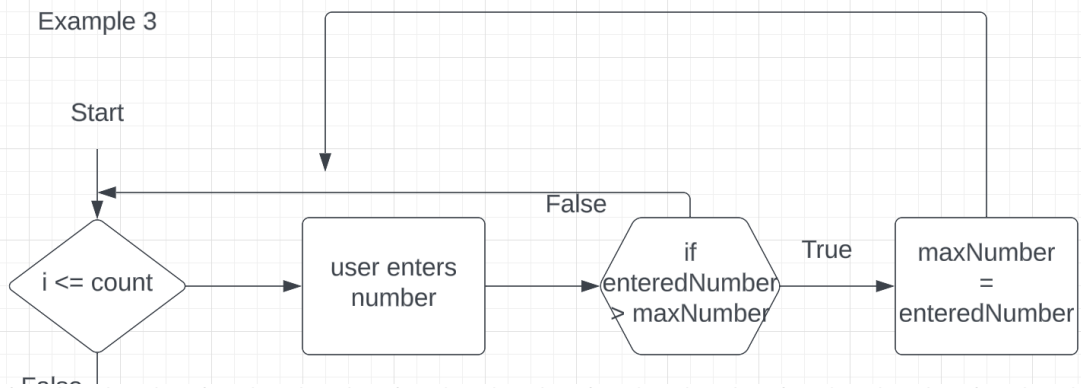 Example 3
Start
False
i <= count
user enters
number
if
enteredNumber
> maxNumber
True
maxNumber
=
enteredNumber
False